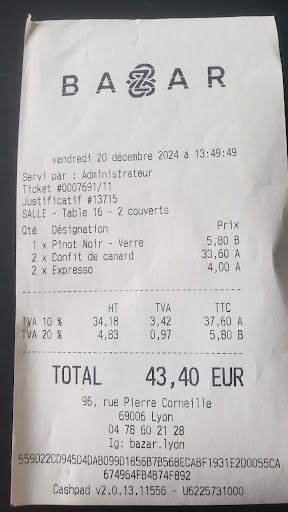 BAZAR
vendredi 20 décembre 2024 à 13:49:49
Servi par : Administrateur
Ticket #0007691/11
Justificatif #13715
SALLE - Table 16 - 2 couverts
Qté Désignation Prix
1 x Pinot Noir - Verre 5,80 B
2 x Confit de canard 33,60 A
2 x Expresso 4,00 A
HT TVA TTC
TVA 10 % 34,18 3,42 37,60 A
TVA 20 % 4,83 0,97 5,80 B
TOTAL 43,40 EUR
96, rue Pierre Corneille
69006 Lyon
04 78 60 21 28
Ig: bazar.lyon
559D22CD945D4DAB099D1856B7B568ECABF1931E2D0055CA
674964FB4B74F892
Cashpad v2.0.13.11556 - U6225731000